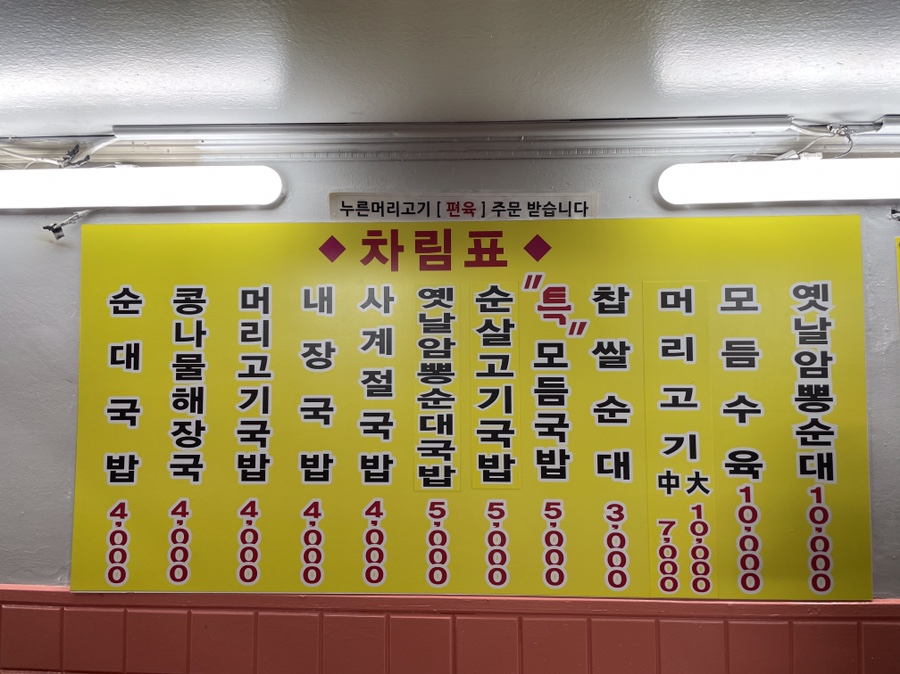 누른머리고기 [ 편육 ] 주문 받습니다
◆ 차림표 ◆
순대국밥 4,000
콩나물해장국 4,000
머리고기국밥 4,000
내장국밥 4,000
사계절국밥 4,000
옛날암뽕순대국밥 5,000
순살고기국밥 5,000
"특" 모듬국밥 5,000
찹쌀순대 3,000
머리고기 中 7,000 大 10,000
모듬수육 10,000
옛날암뽕순대 10,000